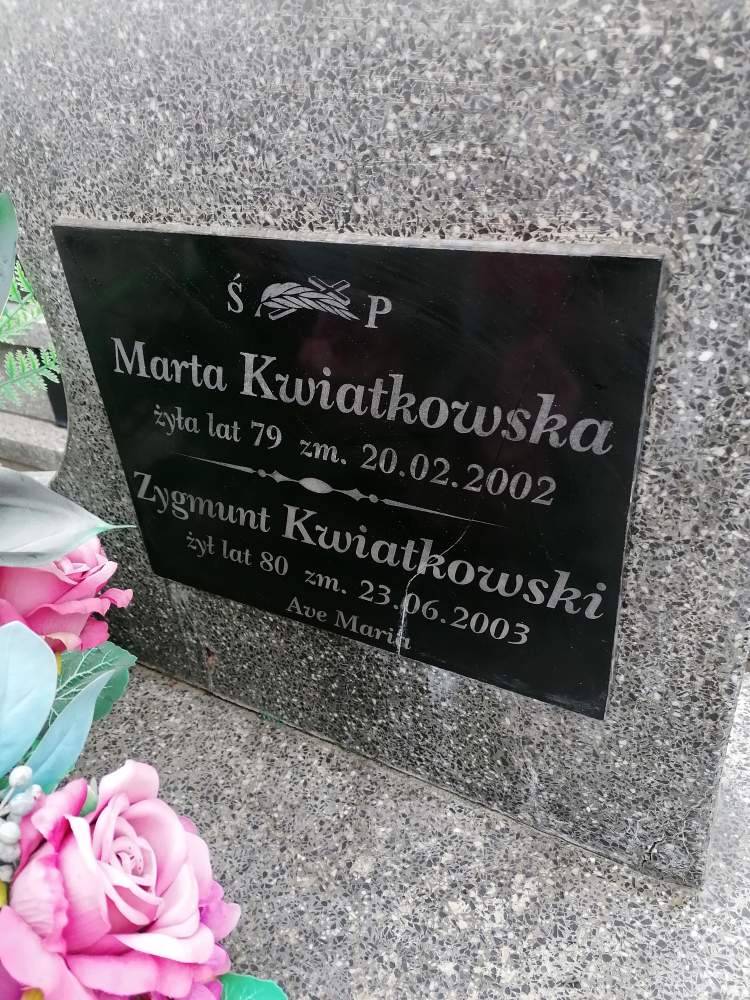 Ś P
Marta Kwiatkowska
żyła lat 79 zm. 20.02.2002
Zygmunt Kwiatkowski
żył lat 80 zm. 23.06.2003
Ave Maria